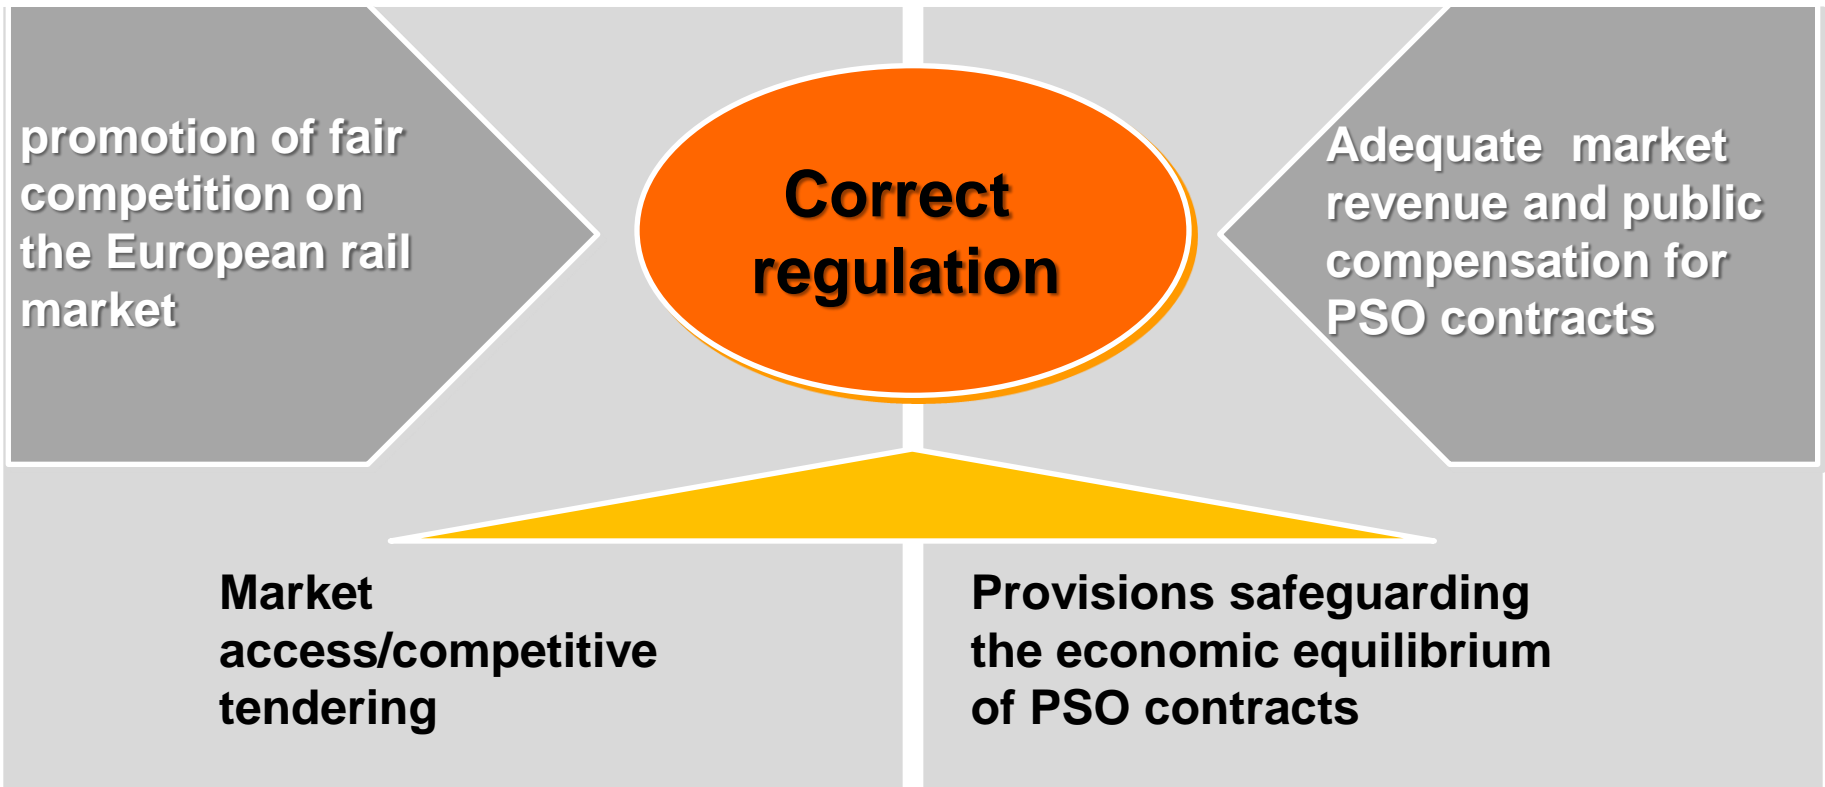 promotion of fair
competition on
the European rail
market
Correct
regulation
Adequate  market
revenue and public
compensation for
PSO contracts
Market
access/competitive
tendering
Provisions safeguarding
the economic equilibrium
of PSO contracts